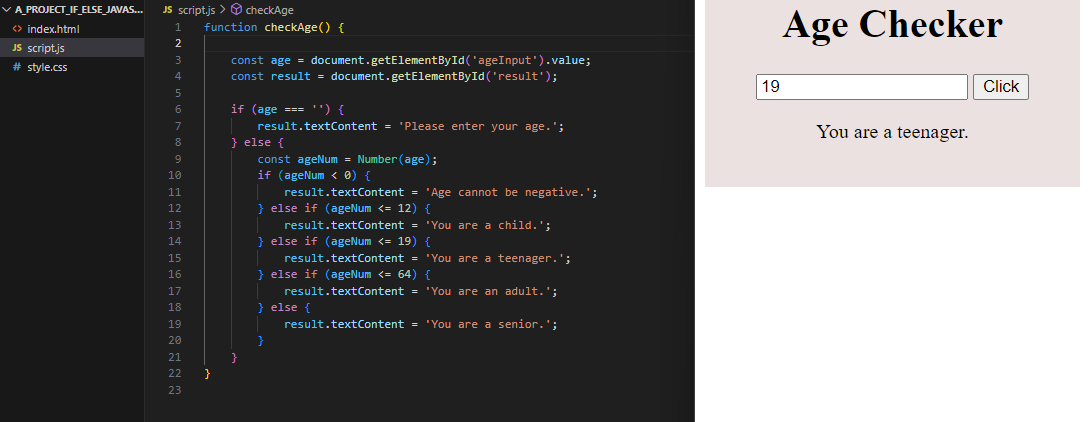 A_PROJECT_IF_ELSE_JAVAS...
index.html
JS script.js
# style.css
JS script.js > checkAge
1 function checkAge() {
2
3 const age = document.getElementById('ageInput').value;
4 const result = document.getElementById('result');
5
6 if (age === '') {
7 result.textContent = 'Please enter your age.';
8 } else {
9 const ageNum = Number(age);
10 if (ageNum < 0) {
11 result.textContent = 'Age cannot be negative.';
12 } else if (ageNum <= 12) {
13 result.textContent = 'You are a child.';
14 } else if (ageNum <= 19) {
15 result.textContent = 'You are a teenager.';
16 } else if (ageNum <= 64) {
17 result.textContent = 'You are an adult.';
18 } else {
19 result.textContent = 'You are a senior.';
20 }
21 }
22 }
23
Age Checker
19 Click
You are a teenager.